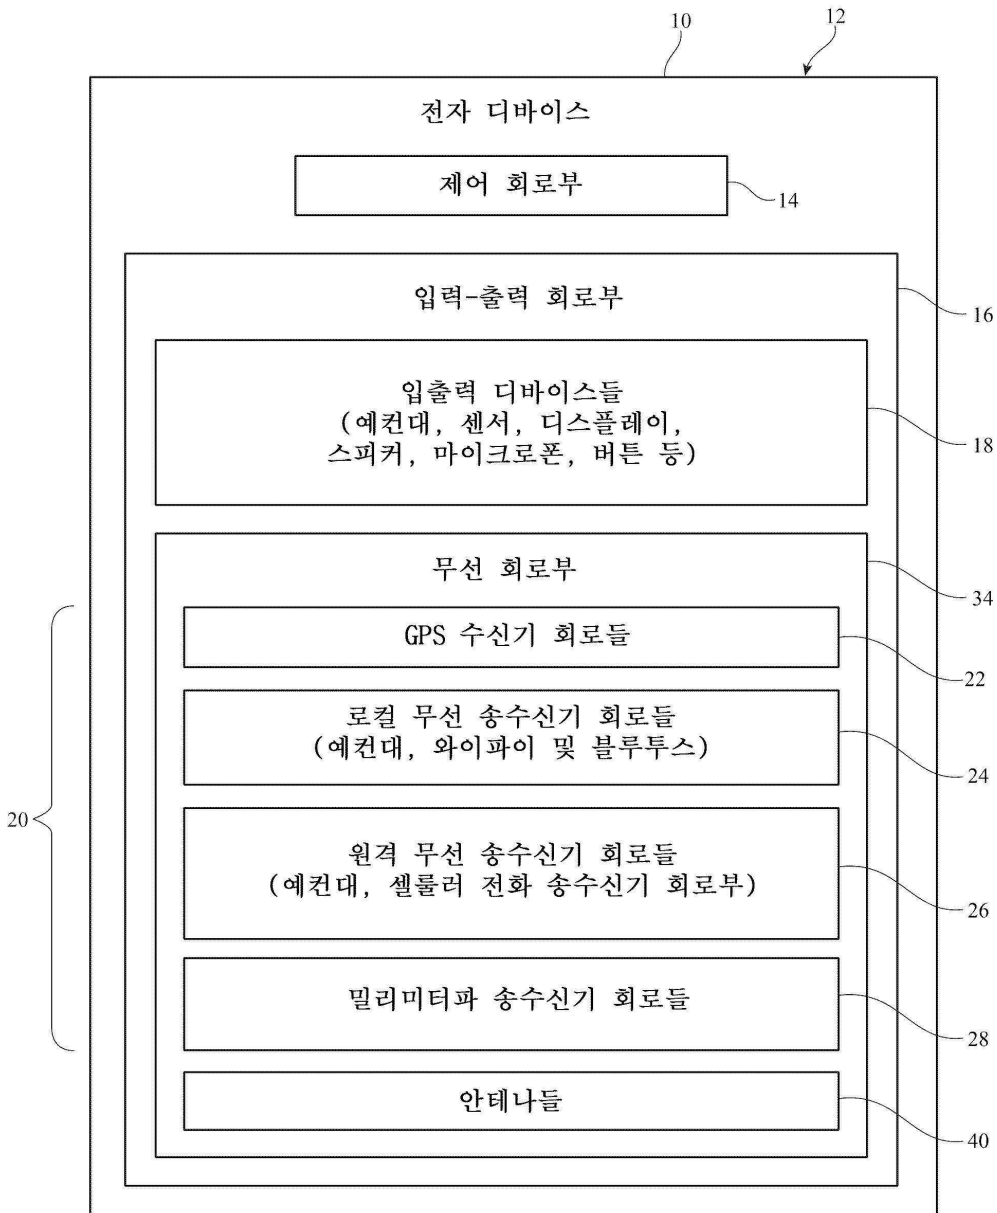 10
12
전자 디바이스
제어 회로부
14
입력-출력 회로부
16
입출력 디바이스들
(예컨대, 센서, 디스플레이,
스피커, 마이크로폰, 버튼 등)
18
무선 회로부
34
GPS 수신기 회로들
22
로컬 무선 송수신기 회로들
(예컨대, 와이파이 및 블루투스)
24
20
원격 무선 송수신기 회로들
(예컨대, 셀룰러 전화 송수신기 회로부)
26
밀리미터파 송수신기 회로들
28
안테나들
40